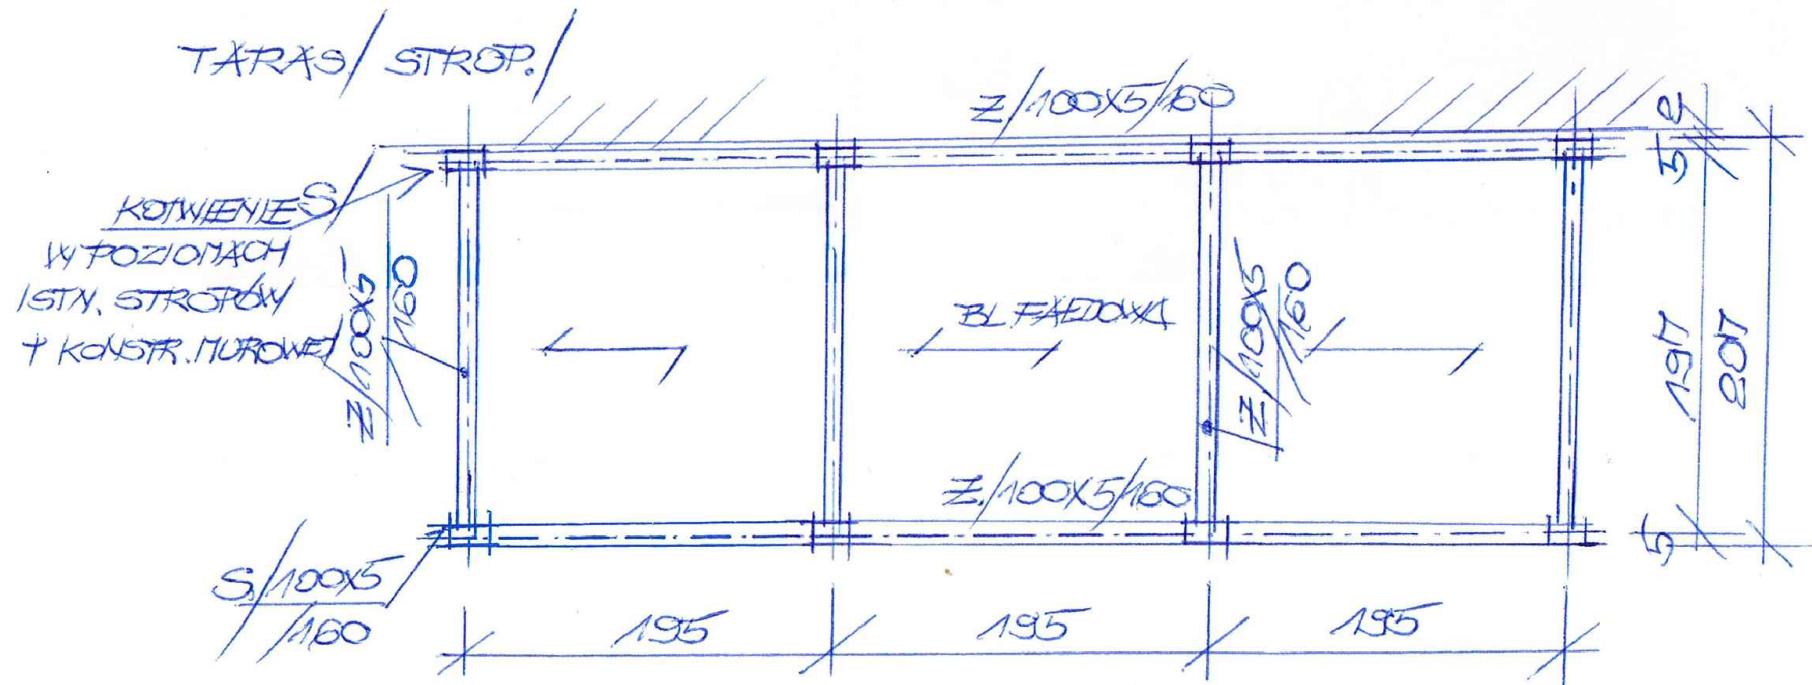 TARAS/ STROP./
Z/100X5/160
2
5
KOTWIENIE S/
W POZIOMACH
ISTN. STROPÓW
+ KONSTR. MUROWEJ
Z/100X5
/160
BL. FAŁDOWA
Z/100X5
/160
197
207
Z/100X5/160
5
S/100X5
/160
195
195
195